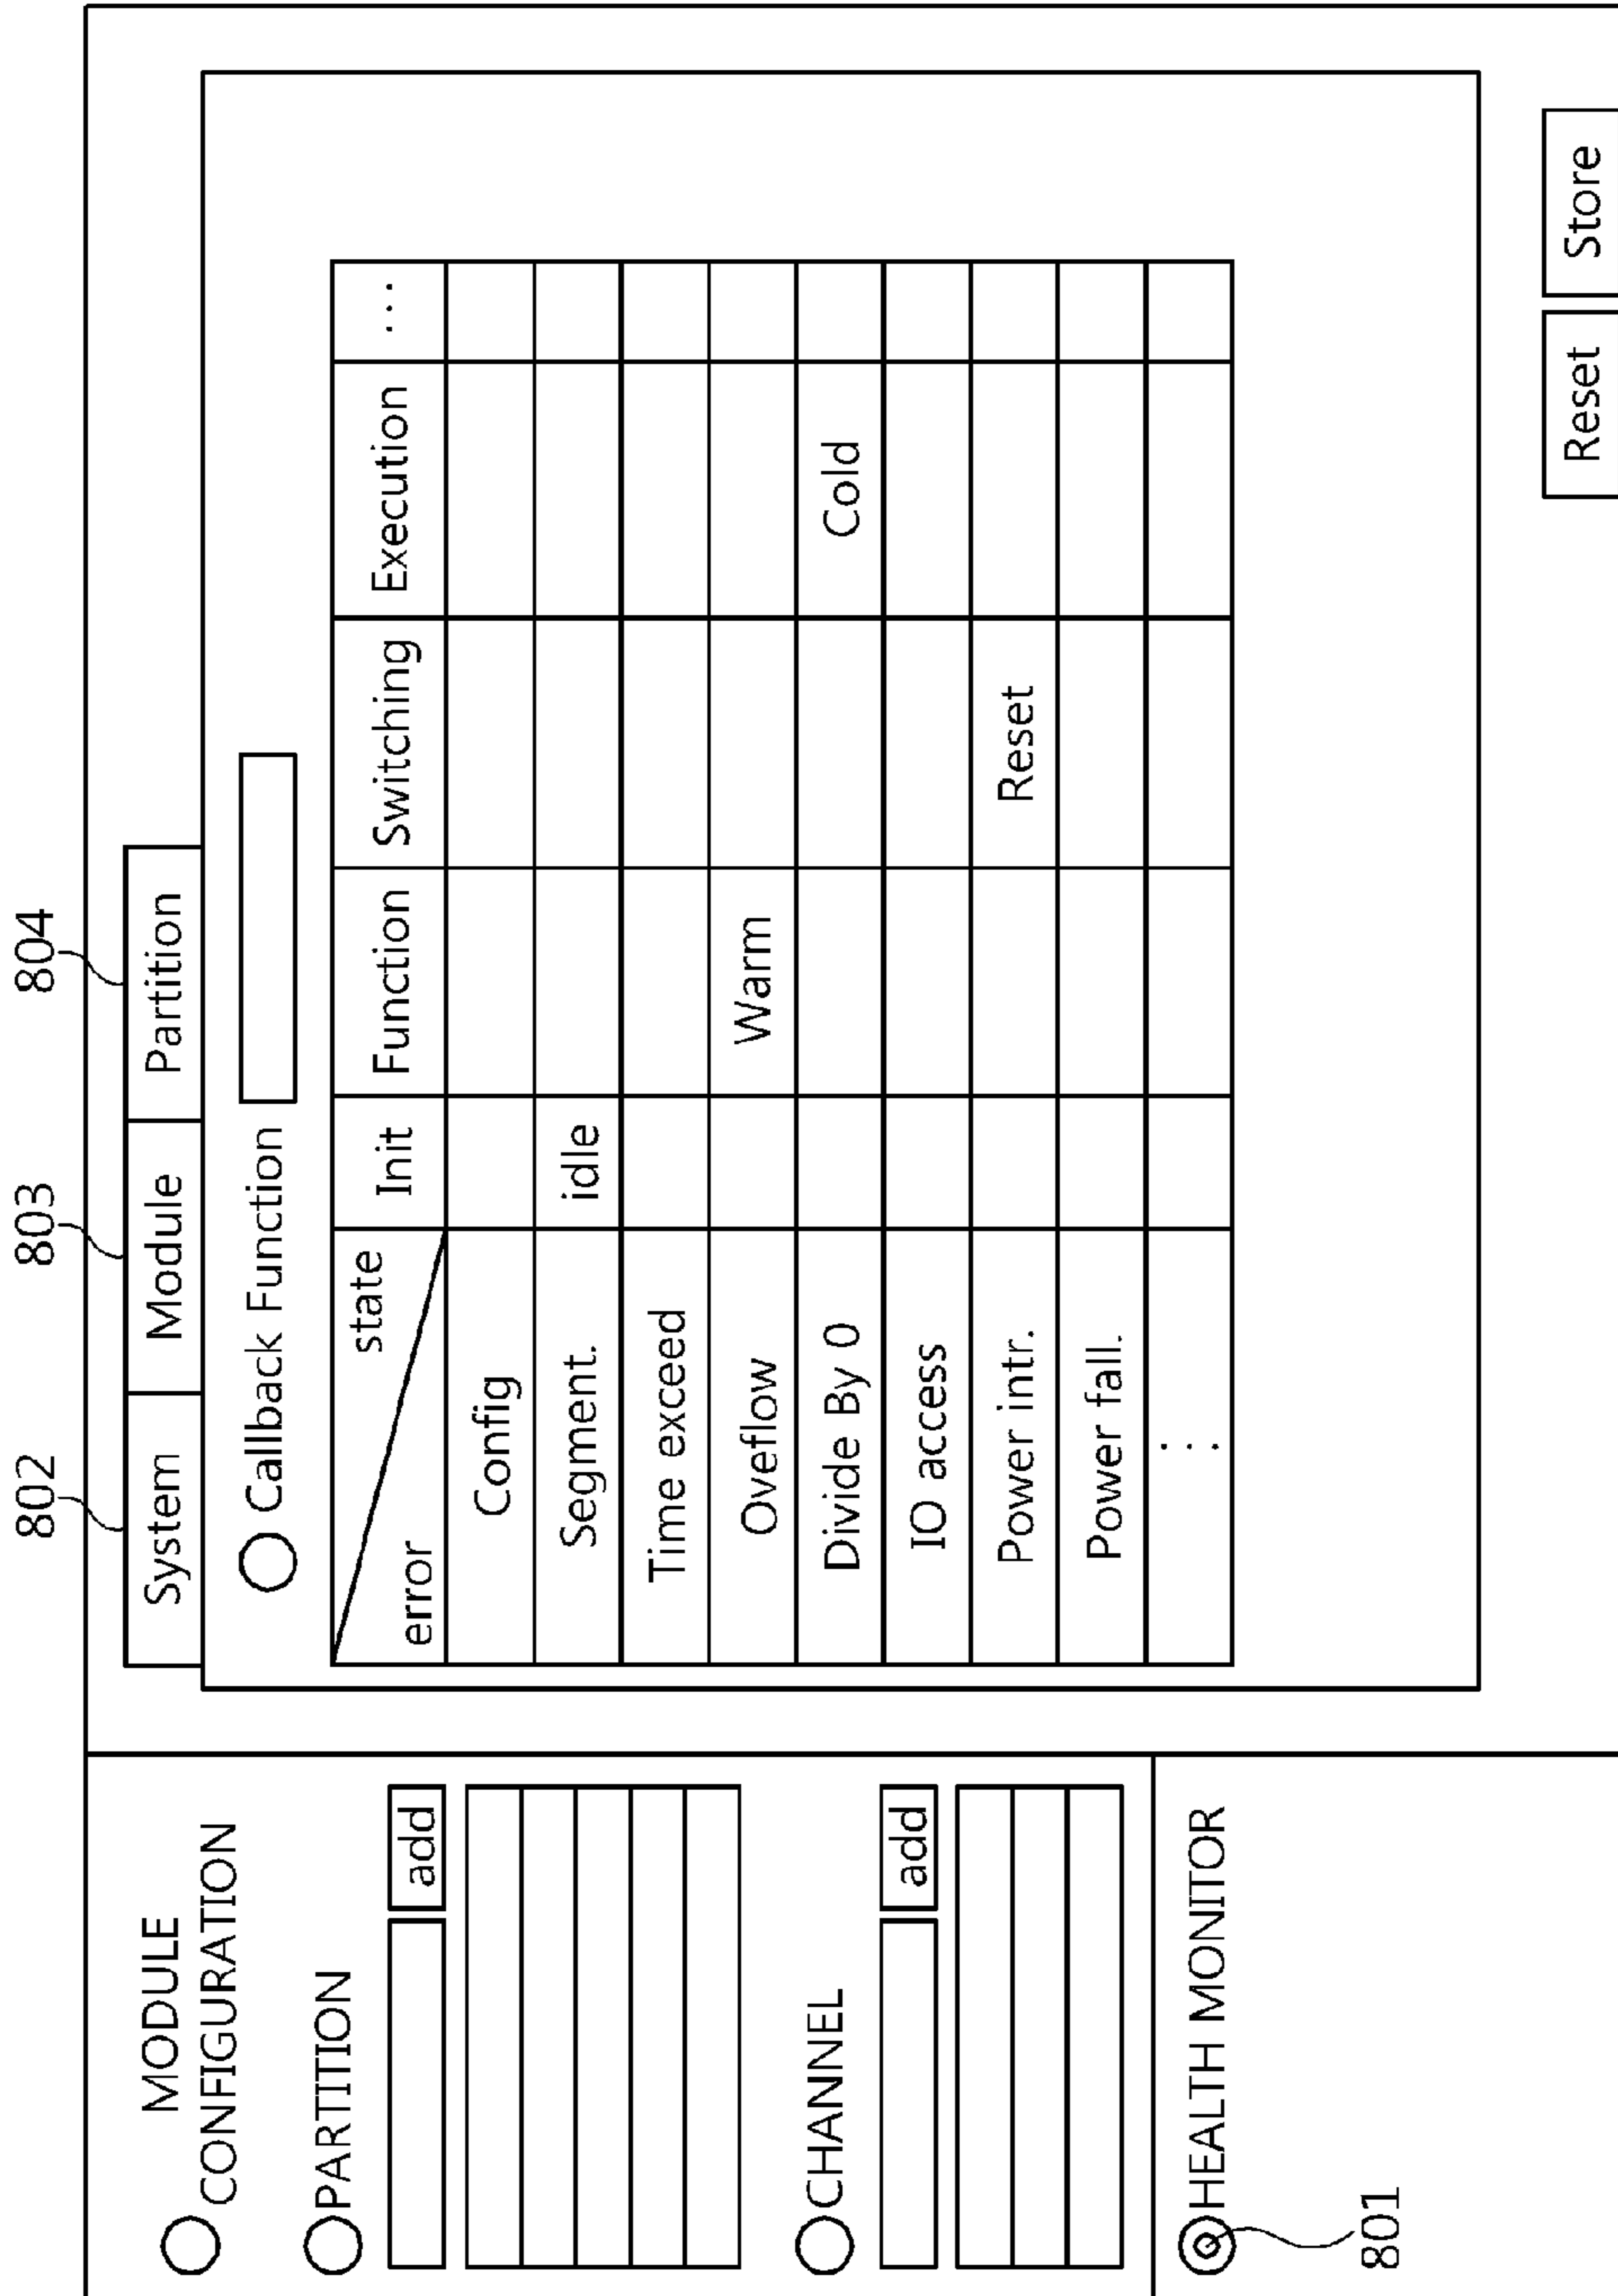 802 803 804
MODULE
CONFIGURATION
PARTITION
add
CHANNEL
add
HEALTH MONITOR
801
System Module Partition
Callback Function
state
error
Init Function Switching Execution ...
Config
Segment. idle
Time exceed
Oveflow Warm
Divide By 0 Cold
IO access
Power intr. Reset
Power fall.
...
Reset Store